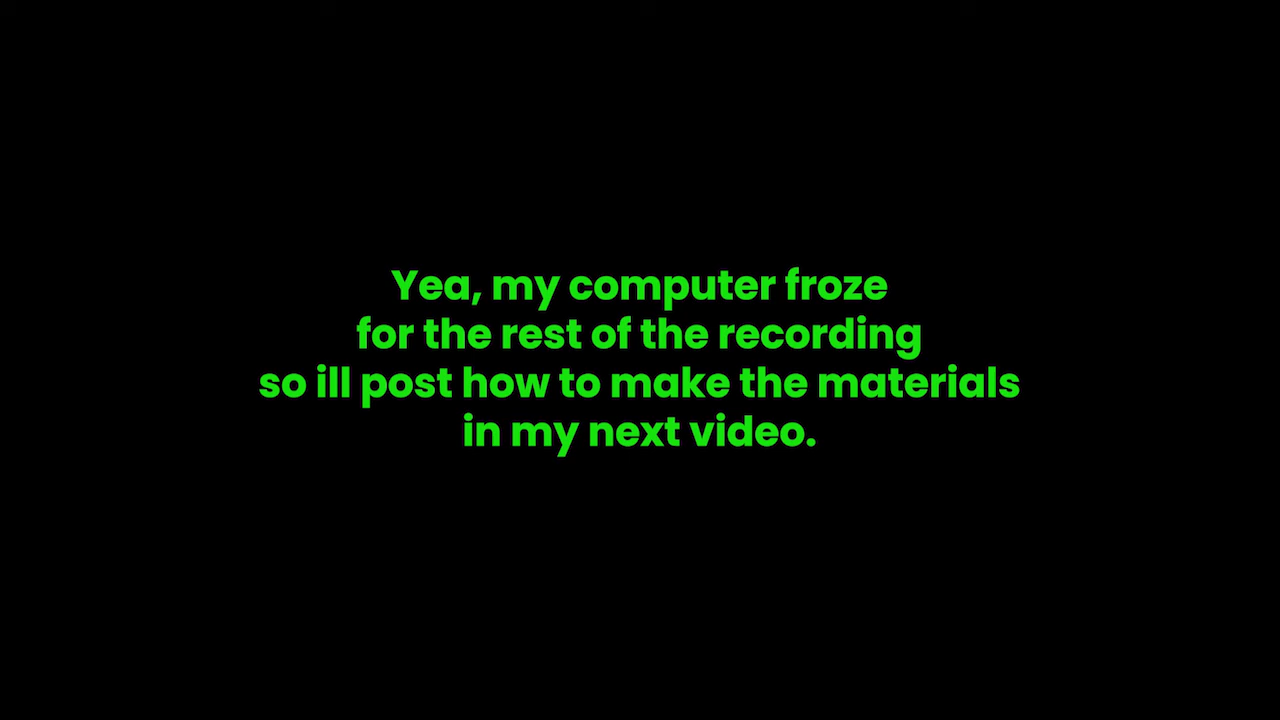 Yea, my computer froze
for the rest of the recording
so ill post how to make the materials
in my next video.